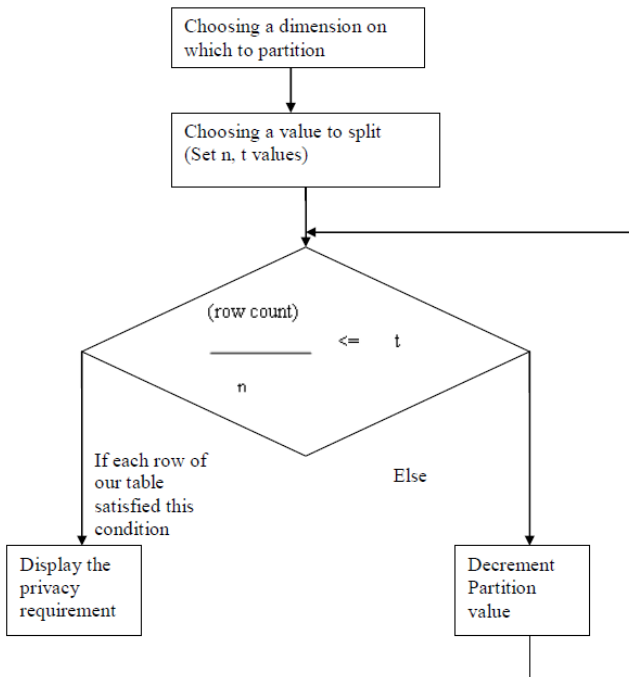 Choosing a dimension on
which to partition
Choosing a value to split
(Set n, t values)
(row count)
<= t
n
If each row of
our table
satisfied this
condition
Else
Display the
privacy
requirement
Decrement
Partition
value